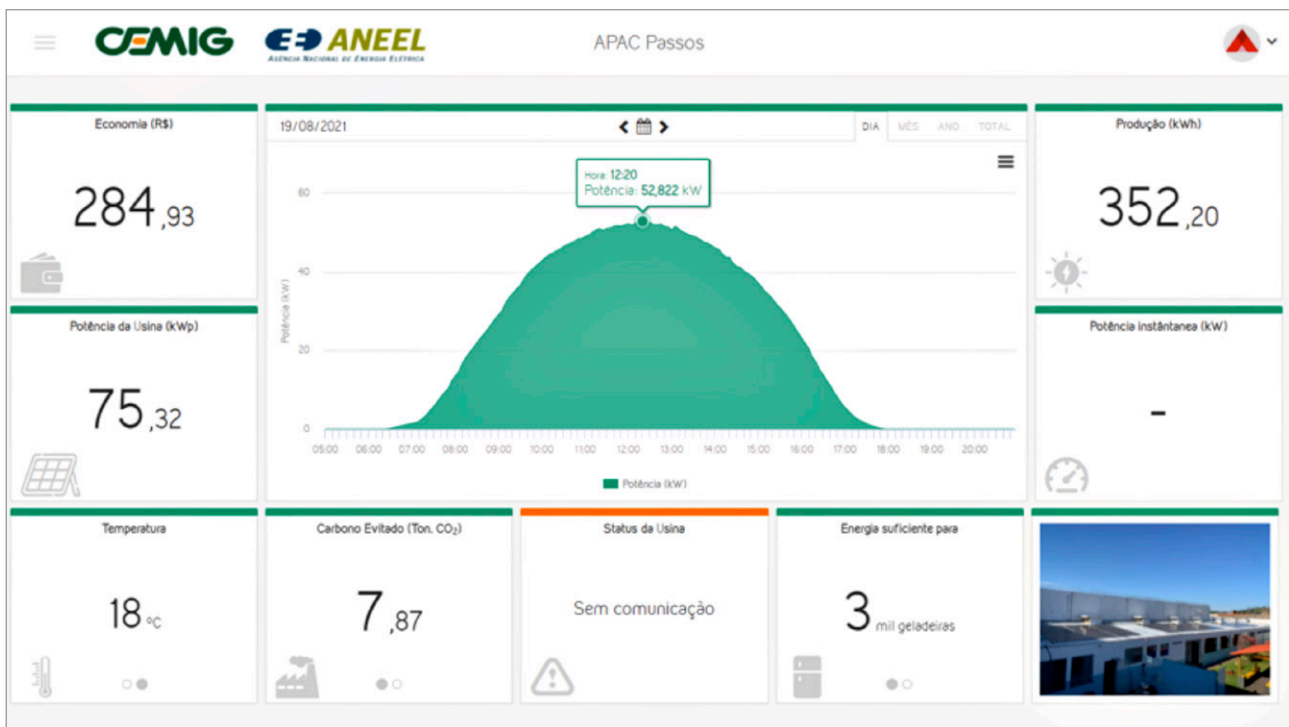 CEMIG
ANEEL
AGÊNCIA NACIONAL DE ENERGIA ELÉTRICA
APAC Passos
Economia (R$)
284,93
19/08/2021
DIA MÊS ANO TOTAL
Hora: 12:20
Potência: 52,822 kW
Potência (kW)
60
40
20
0
05:00 06:00 07:00 08:00 09:00 10:00 11:00 12:00 13:00 14:00 15:00 16:00 17:00 18:00 19:00 20:00
Potência (kW)
Produção (kWh)
352,20
Potência da Usina (kWp)
75,32
Potência instântanea (kW)
-
Temperatura
18 °C
Carbono Evitado (Ton. CO₂)
7,87
Status da Usina
Sem comunicação
Energia suficiente para
3 mil geladeiras